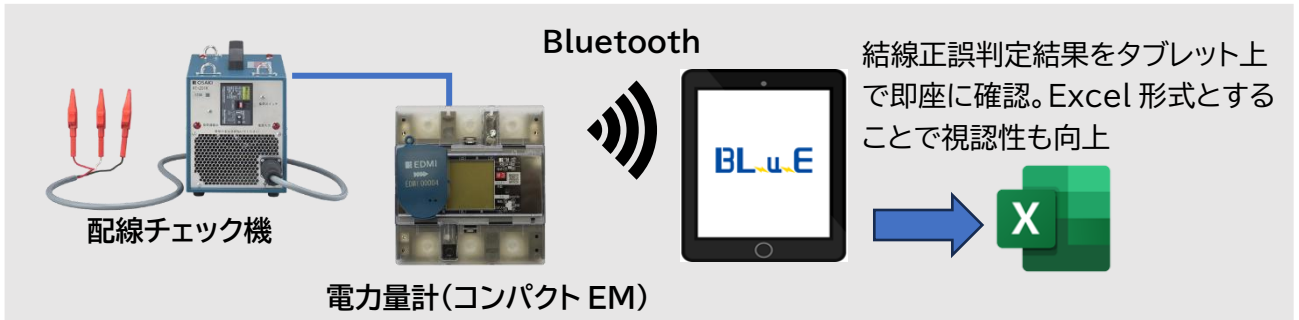 Bluetooth
結線正誤判定結果をタブレット上
で即座に確認。Excel 形式とする
ことで視認性も向上
OSAKI
EDMI
BLuE
X
配線チェック機
電力量計(コンパクト EM)